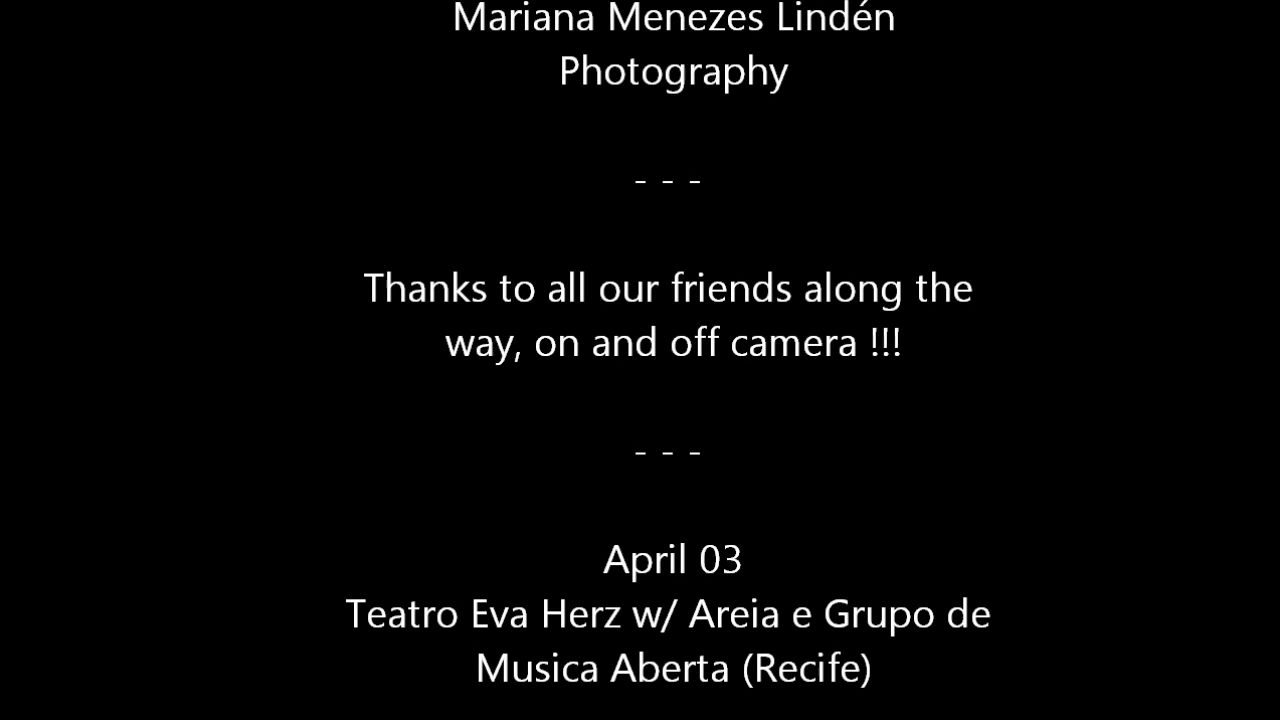 Mariana Menezes Lindén
Photography
- - -
Thanks to all our friends along the
way, on and off camera !!!
- - -
April 03
Teatro Eva Herz w/ Areia e Grupo de
Musica Aberta (Recife)